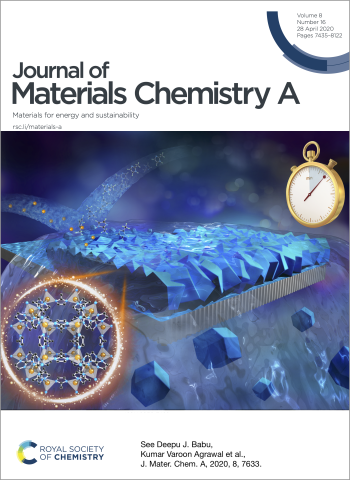 Volume 8
Number 16
28 April 2020
Pages 7435–8122
Journal of
Materials Chemistry A
Materials for energy and sustainability
rsc.li/materials-a
ROYAL SOCIETY
OF CHEMISTRY
See Deepu J. Babu,
Kumar Varoon Agrawal et al.,
J. Mater. Chem. A, 2020, 8, 7633.